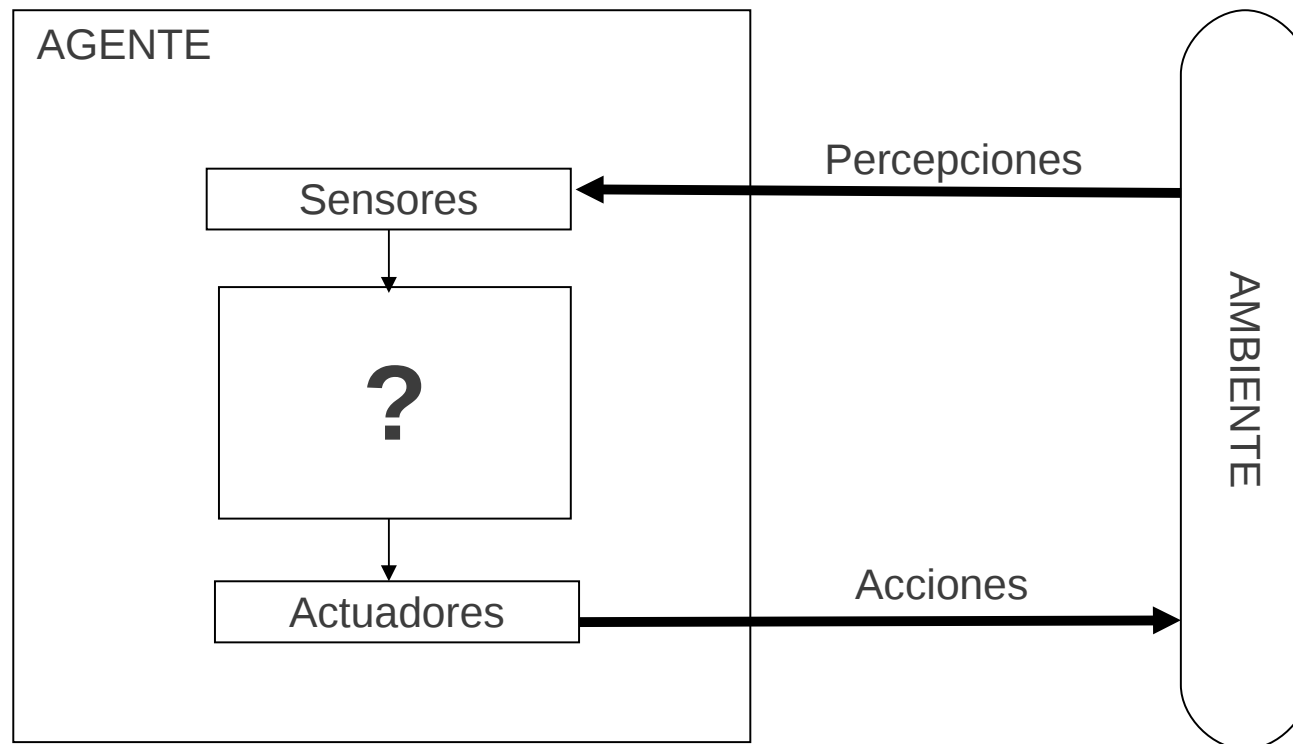 AGENTE
Percepciones
Sensores
?
AMBIENTE
Acciones
Actuadores